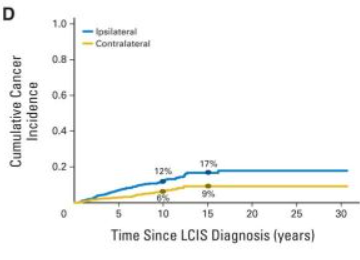 D
1.0
Ipsilateral
Contralateral
0.8
0.6
0.4
0.2
12%
17%
6%
9%
0
5
10
15
20
25
30
Cumulative Cancer
Incidence
Time Since LCIS Diagnosis (years)